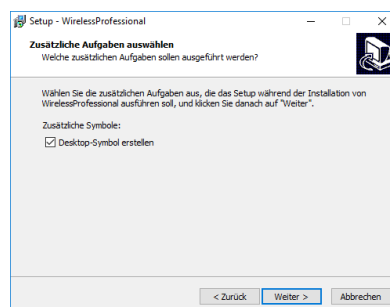 Setup - WirelessProfessional
Zusätzliche Aufgaben auswählen
Welche zusätzlichen Aufgaben sollen ausgeführt werden?
Wählen Sie die zusätzlichen Aufgaben aus, die das Setup während der Installation von
WirelessProfessional ausführen soll, und klicken Sie danach auf "Weiter".
Zusätzliche Symbole:
Desktop-Symbol erstellen
< Zurück Weiter > Abbrechen